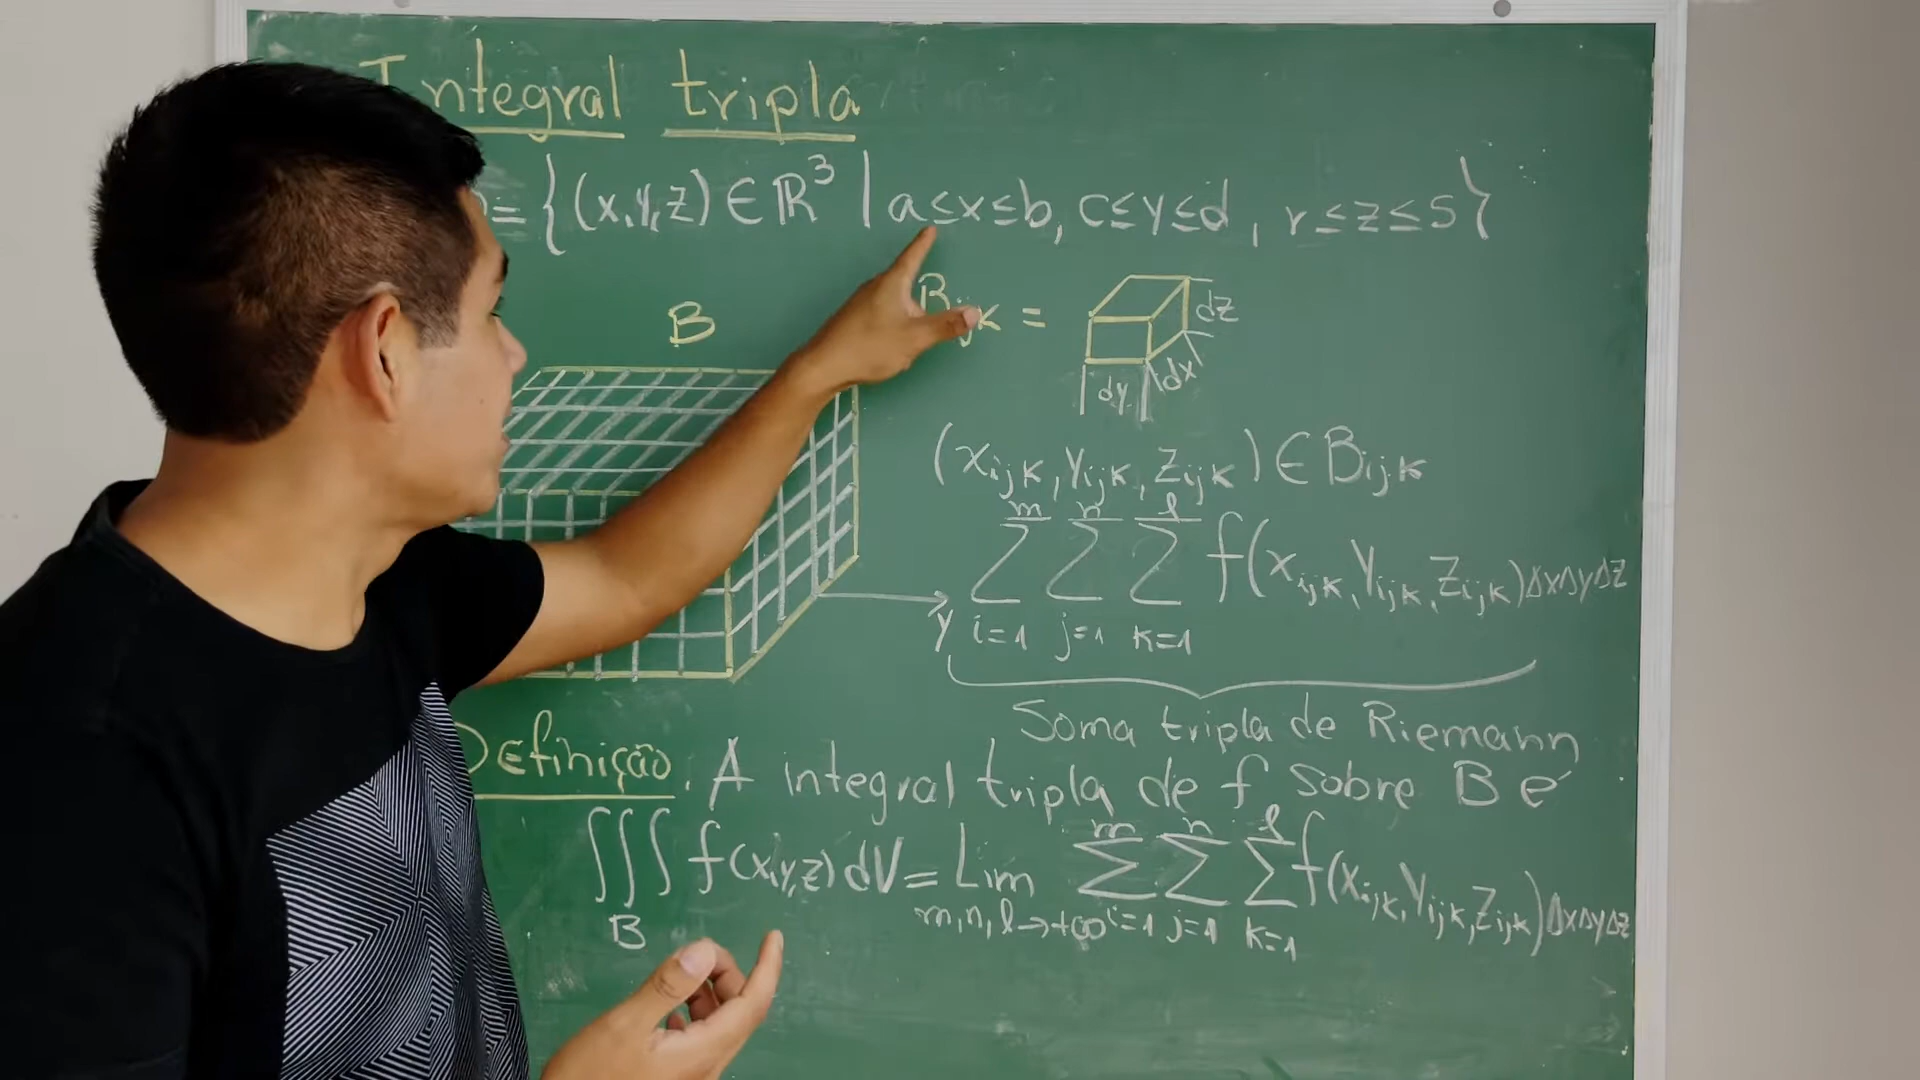 Integral tripla
= {(x,y,z) ∈ ℝ³ | a≤x≤b, c≤y≤d, r≤z≤s}
B
Bijk =
dz
dx
dy
(xijk, yijk, zijk) ∈ Bijk
m n l
∑ ∑ ∑ f(xijk, yijk, zijk)ΔxΔyΔz
y
i=1 j=1 k=1
Soma tripla de Riemann
Definição. A integral tripla de f sobre B é
m n l
∭ f(x,y,z) dV = Lim ∑ ∑ ∑ f(xijk, yijk, zijk)ΔxΔyΔz
B m,n,l→+∞ i=1 j=1 k=1